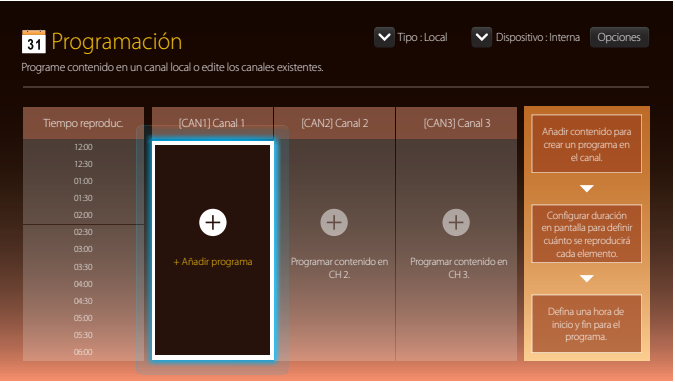 31 Programación
Tipo : Local
Dispositivo : Interna
Opciones
Programe contenido en un canal local o edite los canales existentes.
Tiempo reproduc.
[CAN1] Canal 1
[CAN2] Canal 2
[CAN3] Canal 3
12:00
12:30
01:00
01:30
02:00
02:30
03:00
03:30
04:00
04:30
05:00
05:30
06:00
+ Añadir programa
Programar contenido en
CH 2.
Programar contenido en
CH 3.
Añadir contenido para
crear un programa en
el canal.
Configurar duración
en pantalla para definir
cuánto se reproducirá
cada elemento.
Defina una hora de
inicio y fin para el
programa.